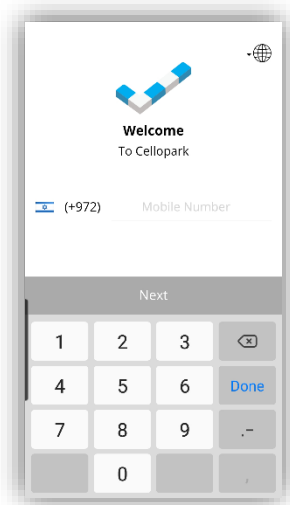 Welcome
To Cellopark
(+972) Mobile Number
Next
1 2 3
4 5 6 Done
7 8 9 .-
0 ,